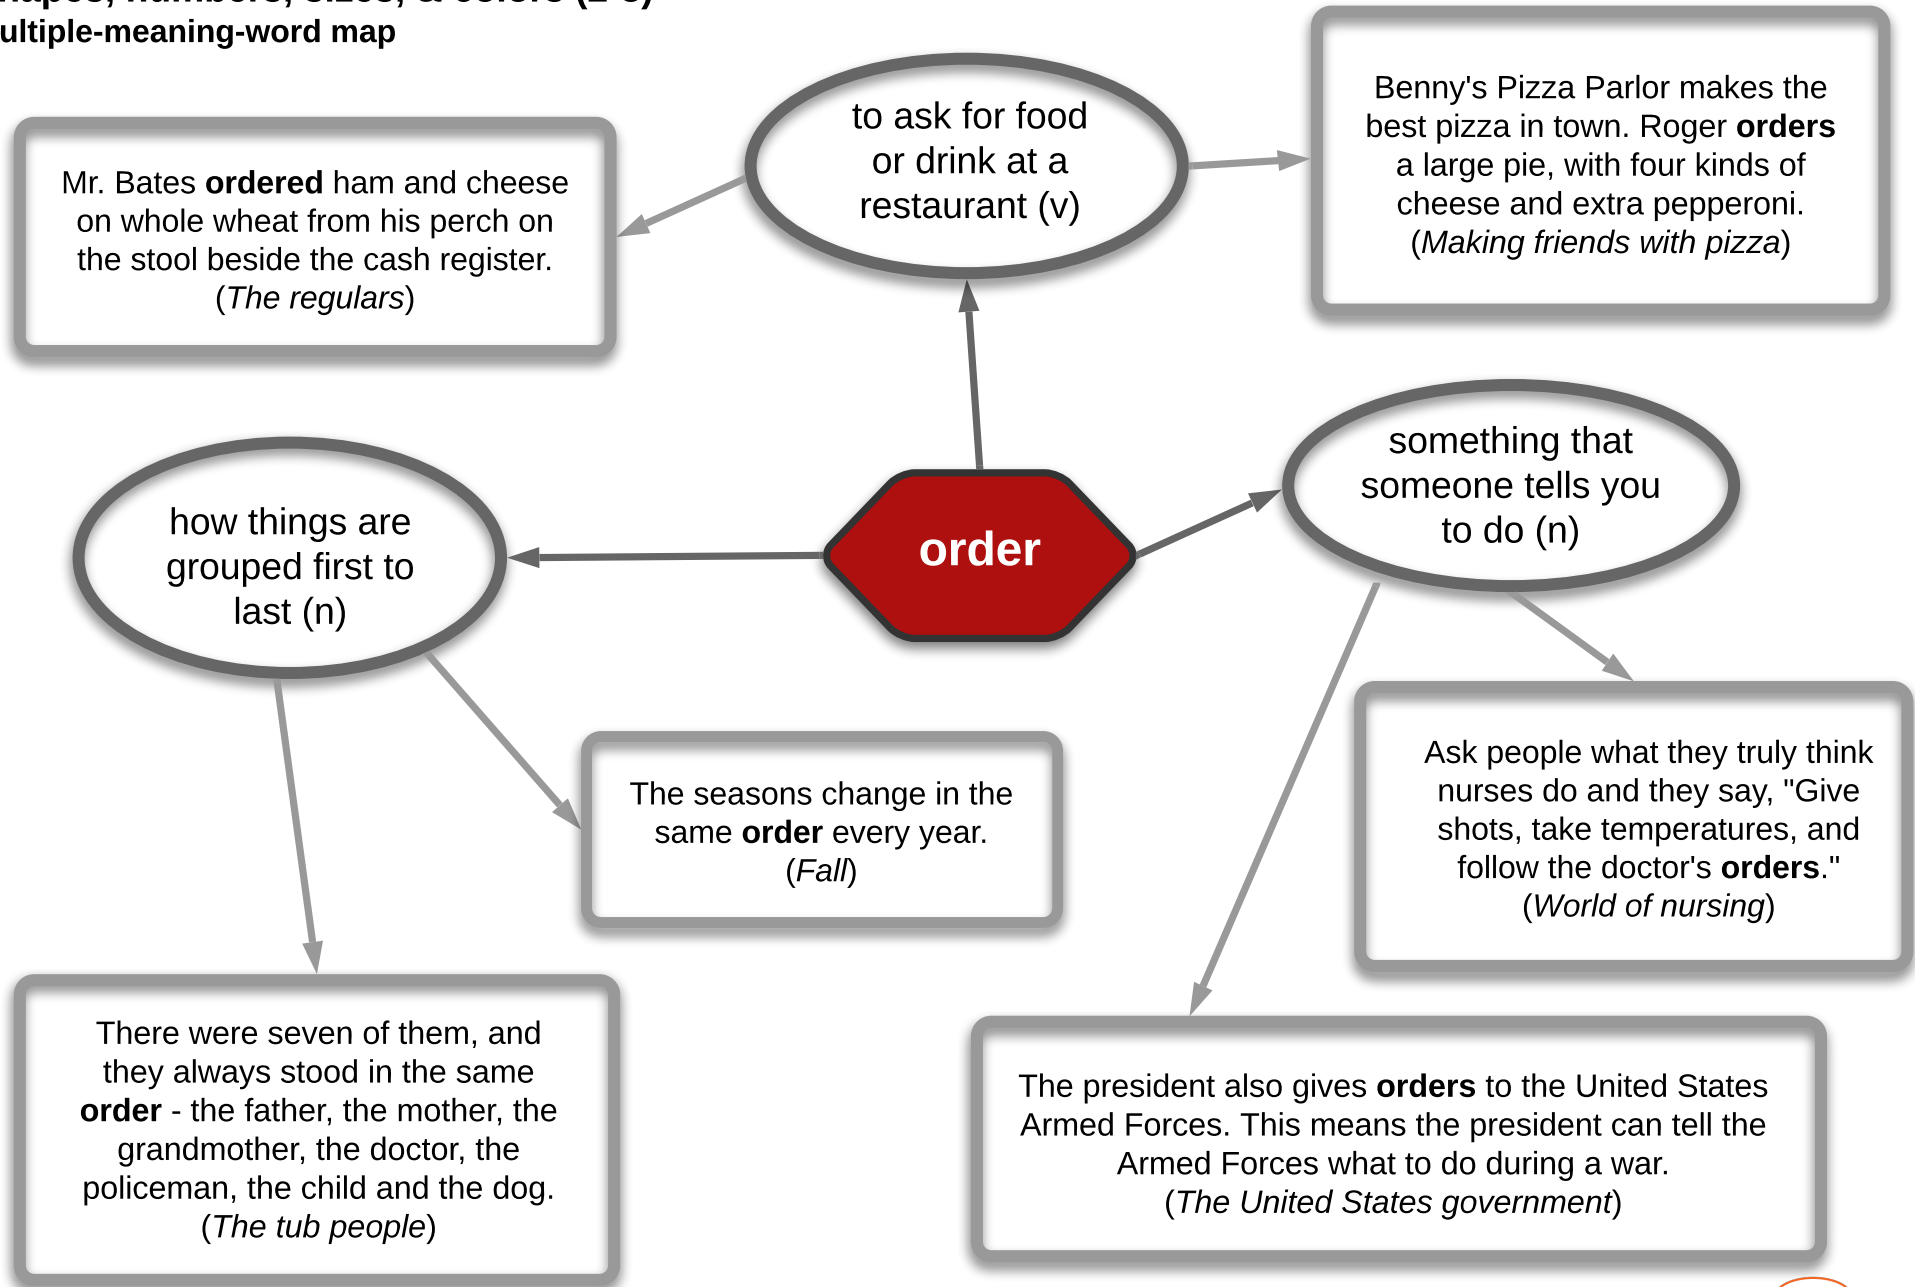 numbers, sizes, & colors
ultiple-meaning-word map
to ask for food
or drink at a
restaurant (v)
Benny's Pizza Parlor makes the
best pizza in town. Roger orders
a large pie, with four kinds of
cheese and extra pepperoni.
(Making friends with pizza)
Mr. Bates ordered ham and cheese
on whole wheat from his perch on
the stool beside the cash register.
(The regulars)
order
something that
someone tells you
to do (n)
how things are
grouped first to
last (n)
Ask people what they truly think
nurses do and they say, "Give
shots, take temperatures, and
follow the doctor's orders."
(World of nursing)
The seasons change in the
same order every year.
(Fall)
There were seven of them, and
they always stood in the same
order - the father, the mother, the
grandmother, the doctor, the
policeman, the child and the dog.
(The tub people)
The president also gives orders to the United States
Armed Forces. This means the president can tell the
Armed Forces what to do during a war.
(The United States government)